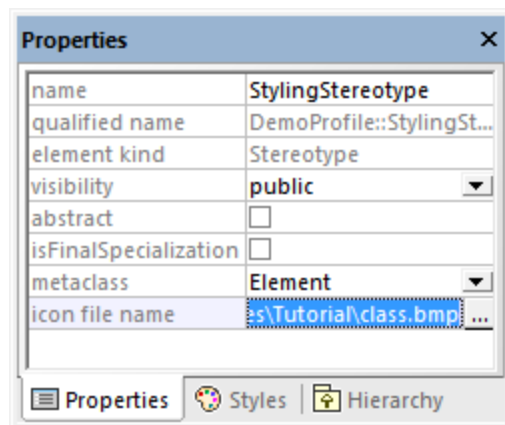 Properties
name StylingStereotype
qualified name DemoProfile::StylingSt...
element kind Stereotype
visibility public
abstract
isFinalSpecialization
metaclass Element
icon file name es\Tutorial\class.bmp ...
Properties Styles Hierarchy